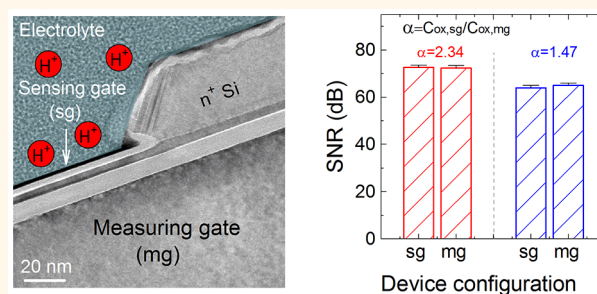 Electrolyte
H⁺
H⁺
Sensing gate
(sg)
H⁺
H⁺
n⁺ Si
Measuring gate
(mg)
20 nm
α=Cox,sg/Cox,mg
α=2.34
α=1.47
80
60
40
20
0
SNR (dB)
sg mg sg mg
Device configuration